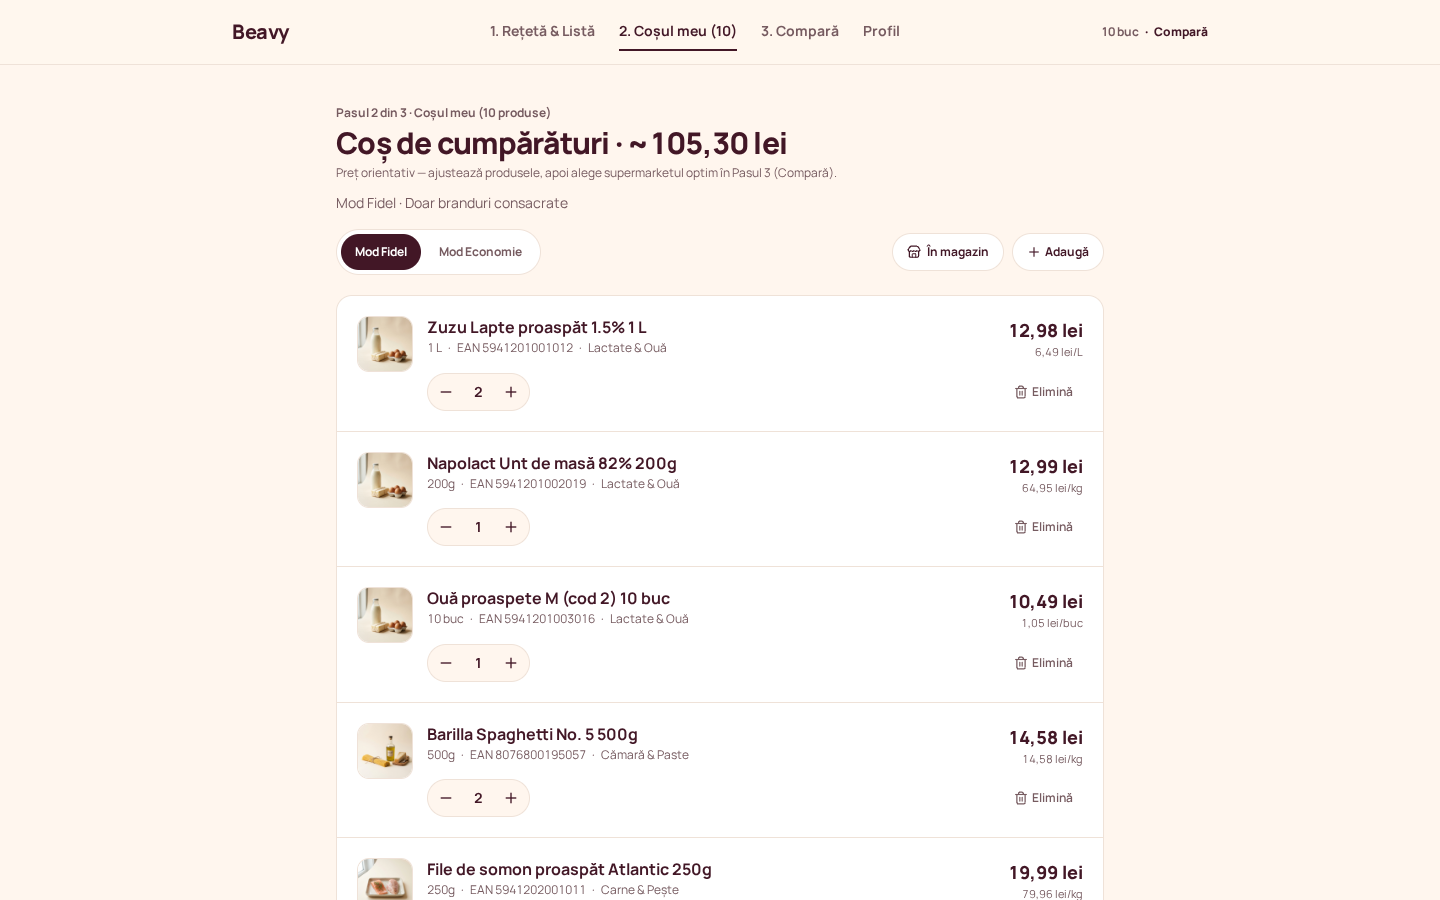 Beavy
1. Rețetă & Listă
2. Coșul meu (10)
3. Compară
Profil
10 buc · Compară
Pasul 2 din 3 · Coșul meu (10 produse)
Coș de cumpărături · ~ 105,30 lei
Preț orientativ — ajustează produsele, apoi alege supermarketul optim în Pasul 3 (Compară).
Mod Fidel · Doar branduri consacrate
Mod Fidel
Mod Economie
În magazin
Adaugă
Zuzu Lapte proaspăt 1.5% 1 L
12,98 lei
1 L · EAN 5941201001012 · Lactate & Ouă
6,49 lei/L
2
Elimină
Napolact Unt de masă 82% 200g
12,99 lei
200g · EAN 5941201002019 · Lactate & Ouă
64,95 lei/kg
1
Elimină
Ouă proaspete M (cod 2) 10 buc
10,49 lei
10 buc · EAN 5941201003016 · Lactate & Ouă
1,05 lei/buc
1
Elimină
Barilla Spaghetti No. 5 500g
14,58 lei
500g · EAN 8076800195057 · Cămară & Paste
14,58 lei/kg
2
Elimină
File de somon proaspăt Atlantic 250g
19,99 lei
250g · EAN 5941202001011 · Carne & Pește
79,96 lei/kg